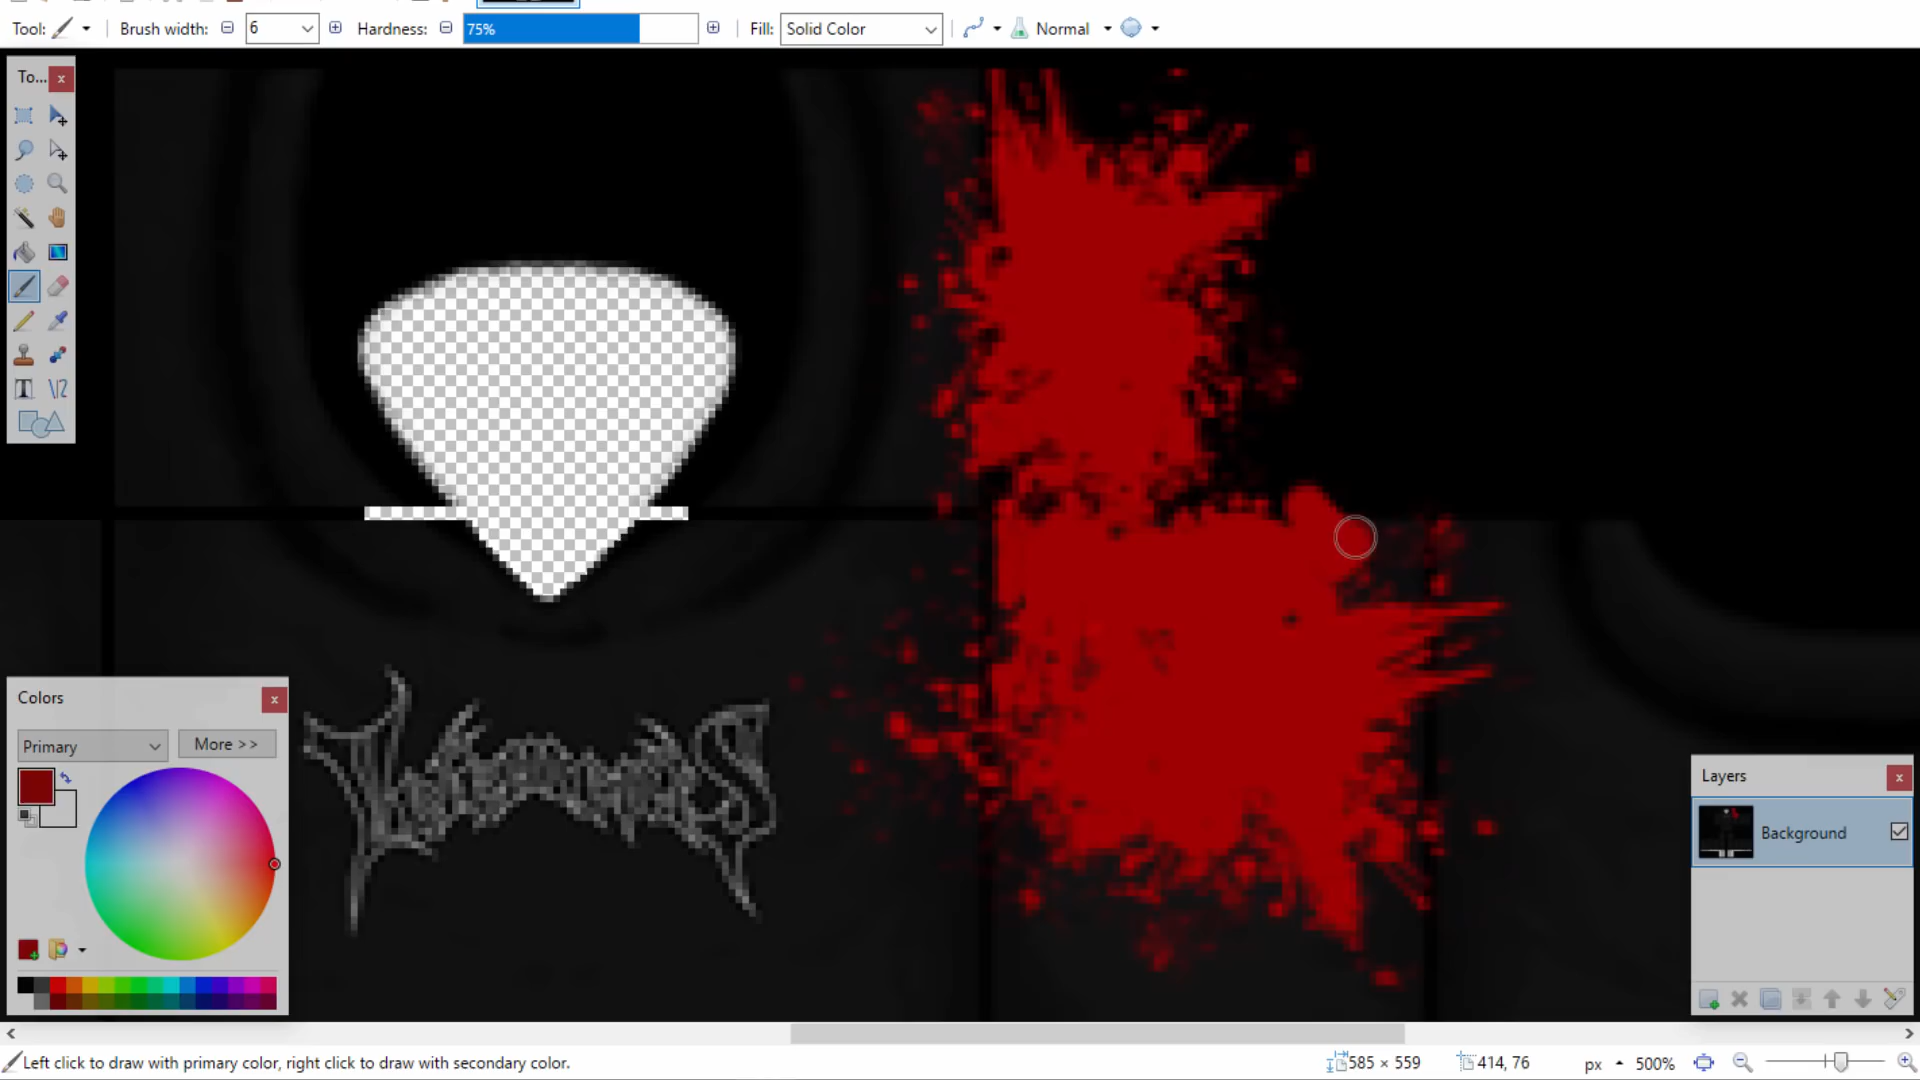 Tool:
Brush width:
6
Hardness:
75%
Fill:
Solid Color
Normal
To...
Colors
Primary
More >>
Layers
Background
Left click to draw with primary color, right click to draw with secondary color.
585 × 559
414, 76
px
500%